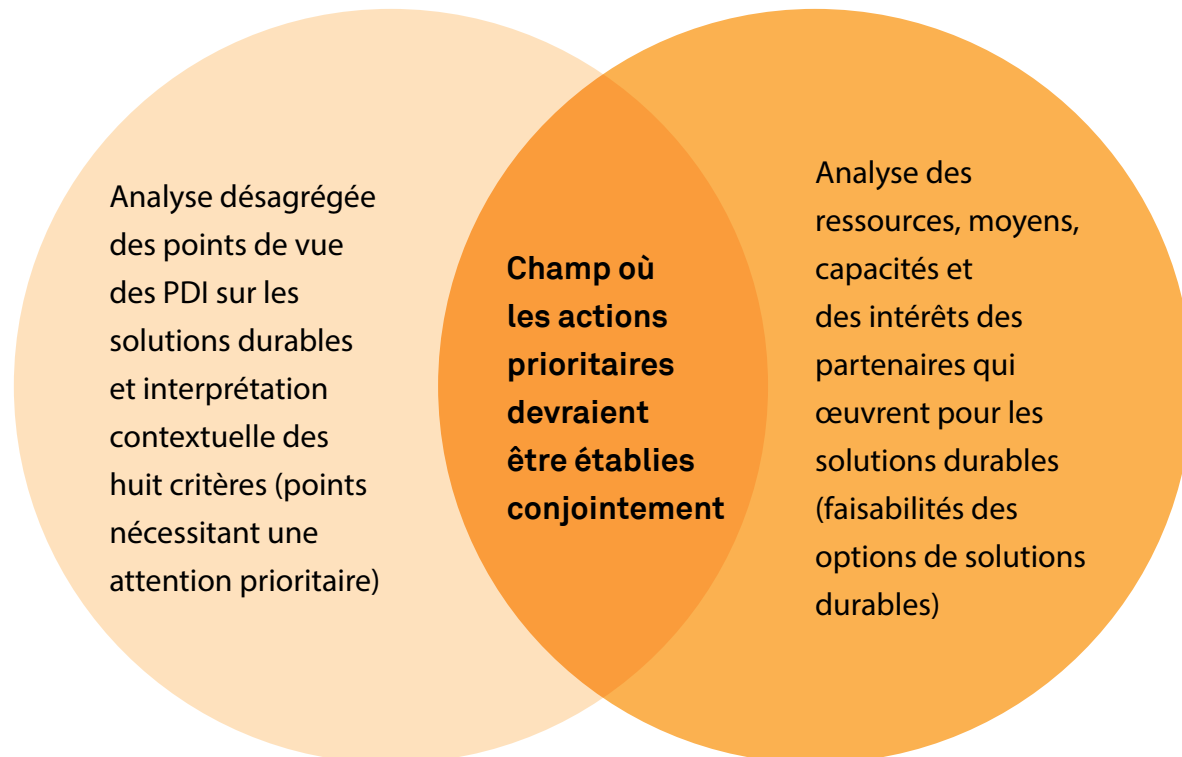 Analyse désagrégée
des points de vue
des PDI sur les
solutions durables
et interprétation
contextuelle des
huit critères (points
nécessitant une
attention prioritaire)
Champ où
les actions
prioritaires
devraient
être établies
conjointement
Analyse des
ressources, moyens,
capacités et
des intérêts des
partenaires qui
œuvrent pour les
solutions durables
(faisabilités des
options de solutions
durables)